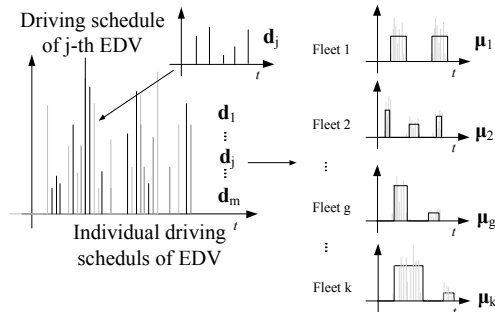 Driving schedule
of j-th EDV
d_j
t
d_1
...
d_j
...
d_m
t
Individual driving
scheduls of EDV
Fleet 1
μ_1
t
Fleet 2
μ_2
t
...
Fleet g
μ_g
t
...
Fleet k
μ_k
t